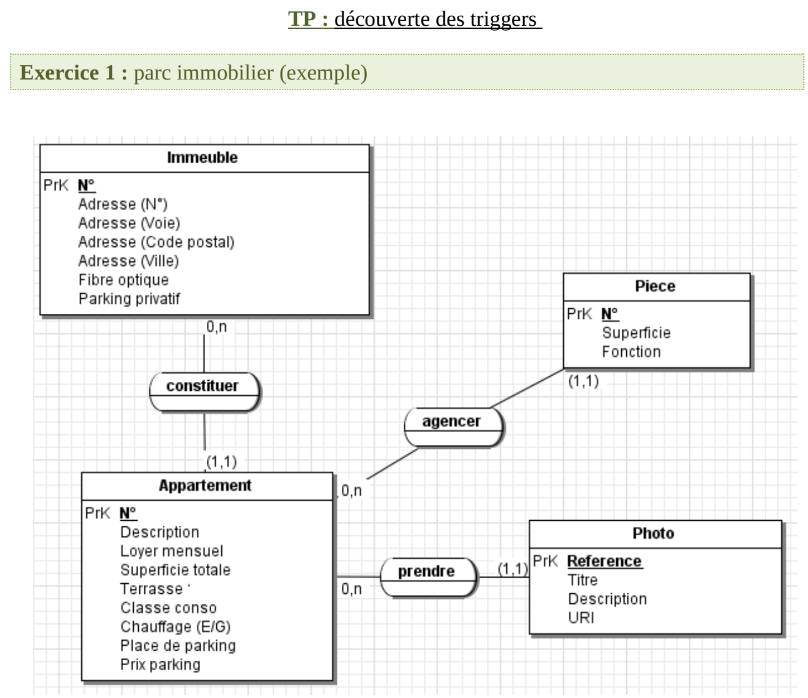 TP : découverte des triggers
Exercice 1 : parc immobilier (exemple)
Immeuble
PrK N°
Adresse (N°)
Adresse (Voie)
Adresse (Code postal)
Adresse (Ville)
Fibre optique
Parking privatif
0,n
constituer
(1,1)
Appartement
PrK N°
Description
Loyer mensuel
Superficie totale
Terrasse
Classe conso
Chauffage (E/G)
Place de parking
Prix parking
Piece
PrK N°
Superficie
Fonction
(1,1)
agencer
0,n
0,n
prendre
(1,1)
Photo
PrK Reference
Titre
Description
URI